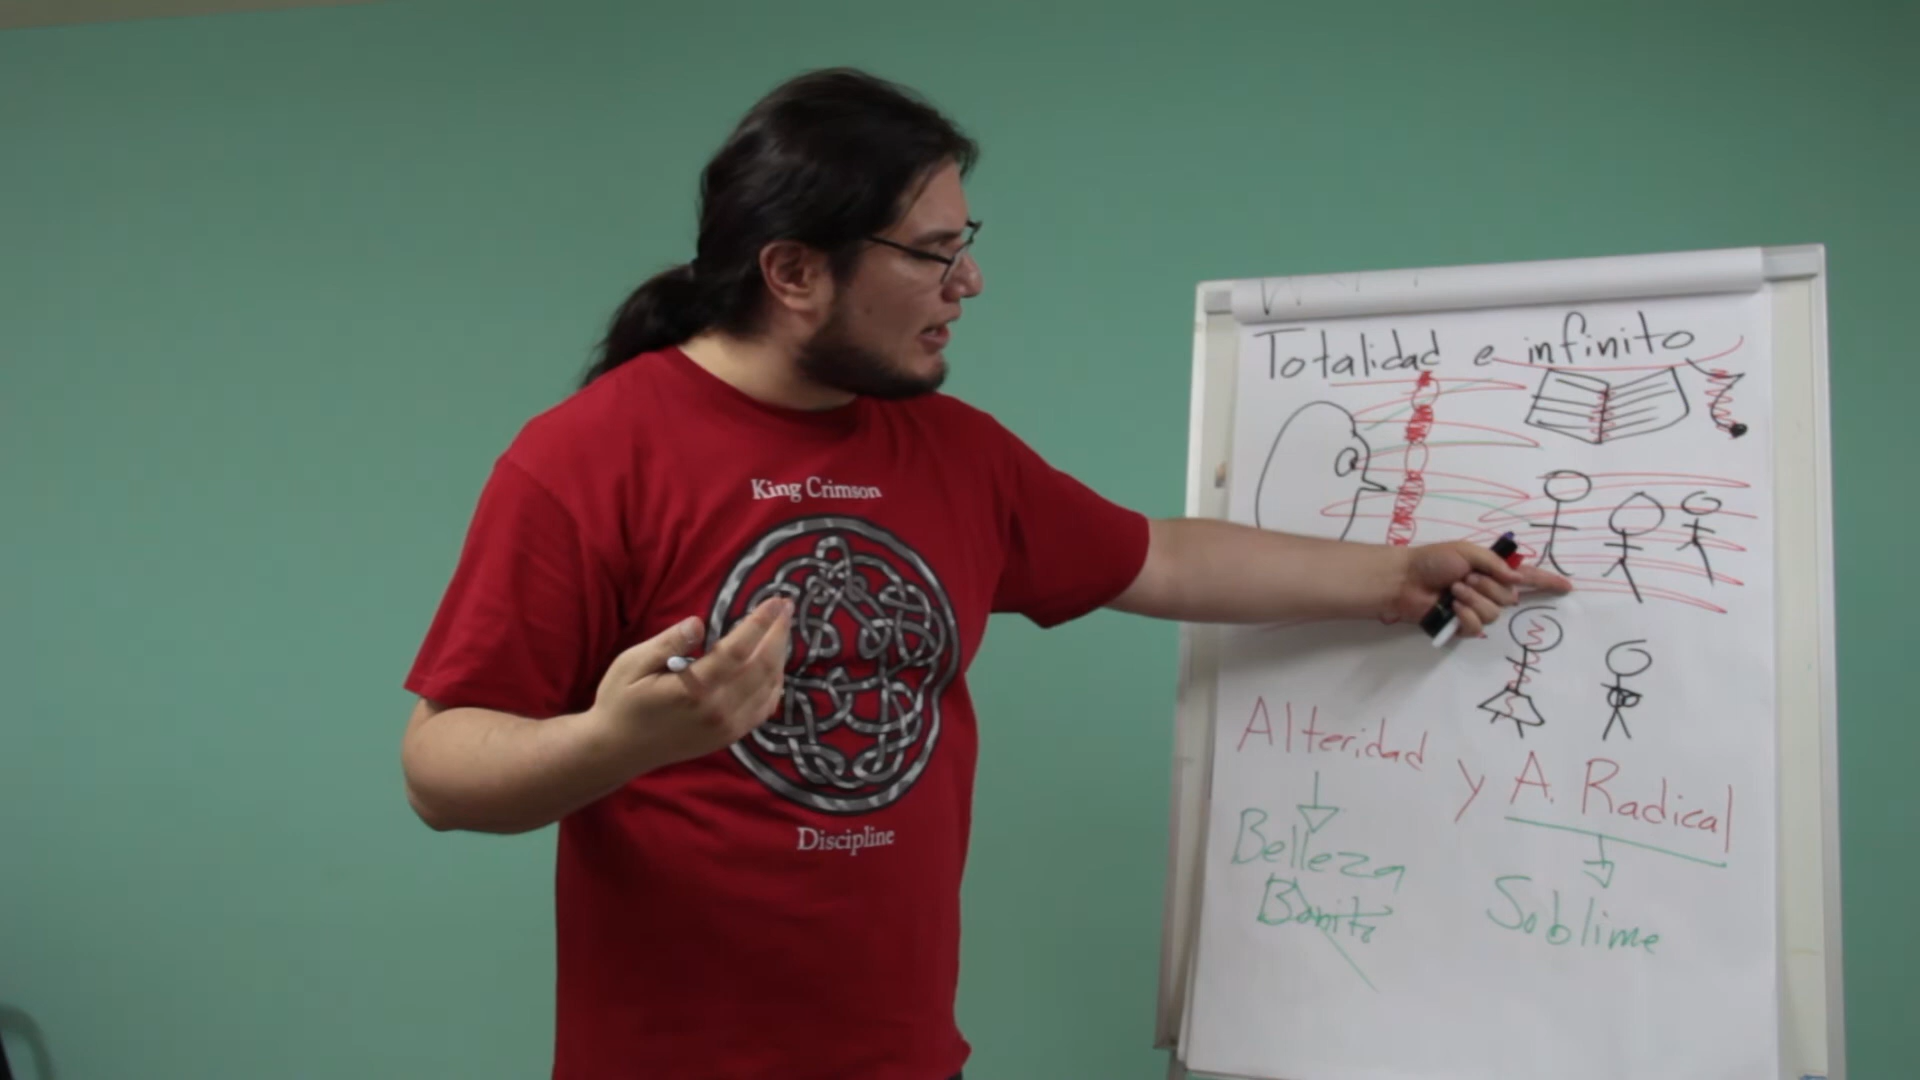 King Crimson
Discipline
Totalidad e infinito
Alteridad y A. Radical
Belleza
Bonito
Sublime